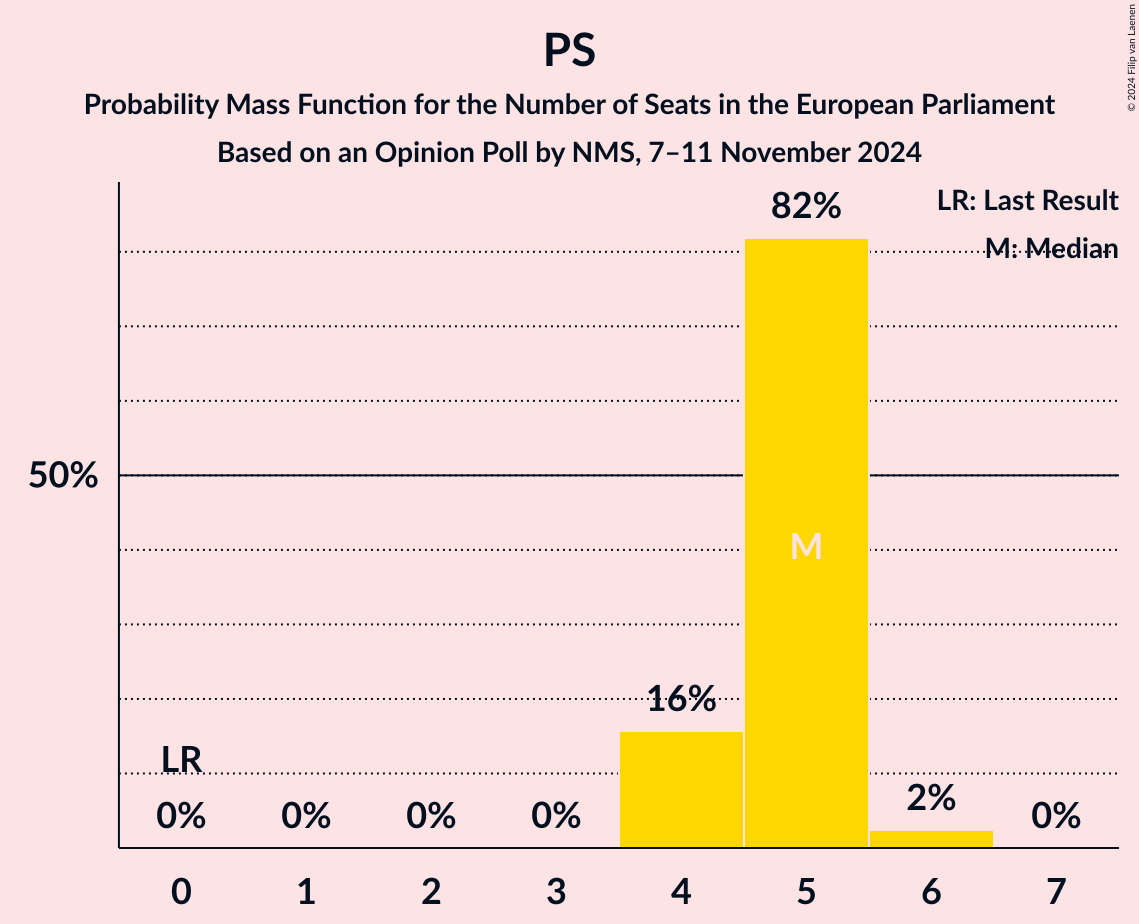 PS
Probability Mass Function for the Number of Seats in the European Parliament
Based on an Opinion Poll by NMS, 7–11 November 2024
© 2024 Filip van Laenen
LR: Last Result
M: Median
82%
50%
M
16%
LR
0% 0% 0% 0% 2% 0%
0 1 2 3 4 5 6 7